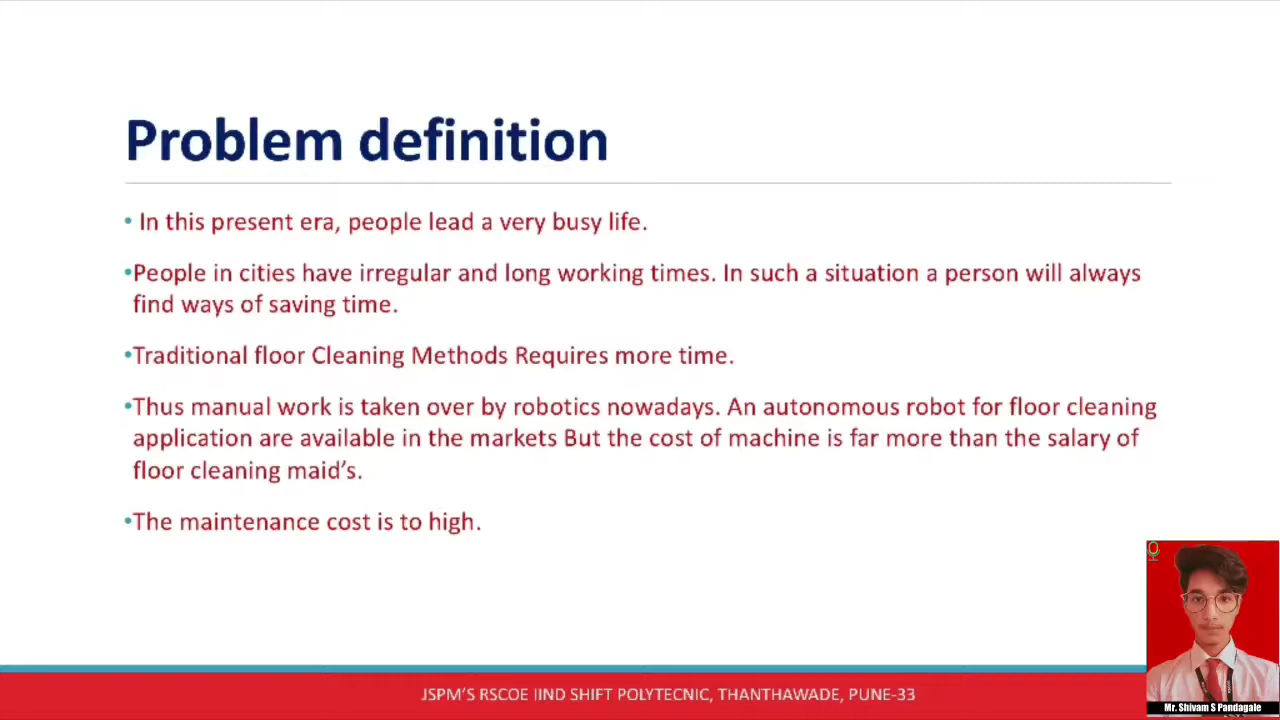 Problem definition
• In this present era, people lead a very busy life.
•People in cities have irregular and long working times. In such a situation a person will always
find ways of saving time.
•Traditional floor Cleaning Methods Requires more time.
•Thus manual work is taken over by robotics nowadays. An autonomous robot for floor cleaning
application are available in the markets But the cost of machine is far more than the salary of
floor cleaning maid's.
•The maintenance cost is to high.
JSPM'S RSCOE IIND SHIFT POLYTECNIC, THANTHAWADE, PUNE-33
Mr. Shivam S Pandagale